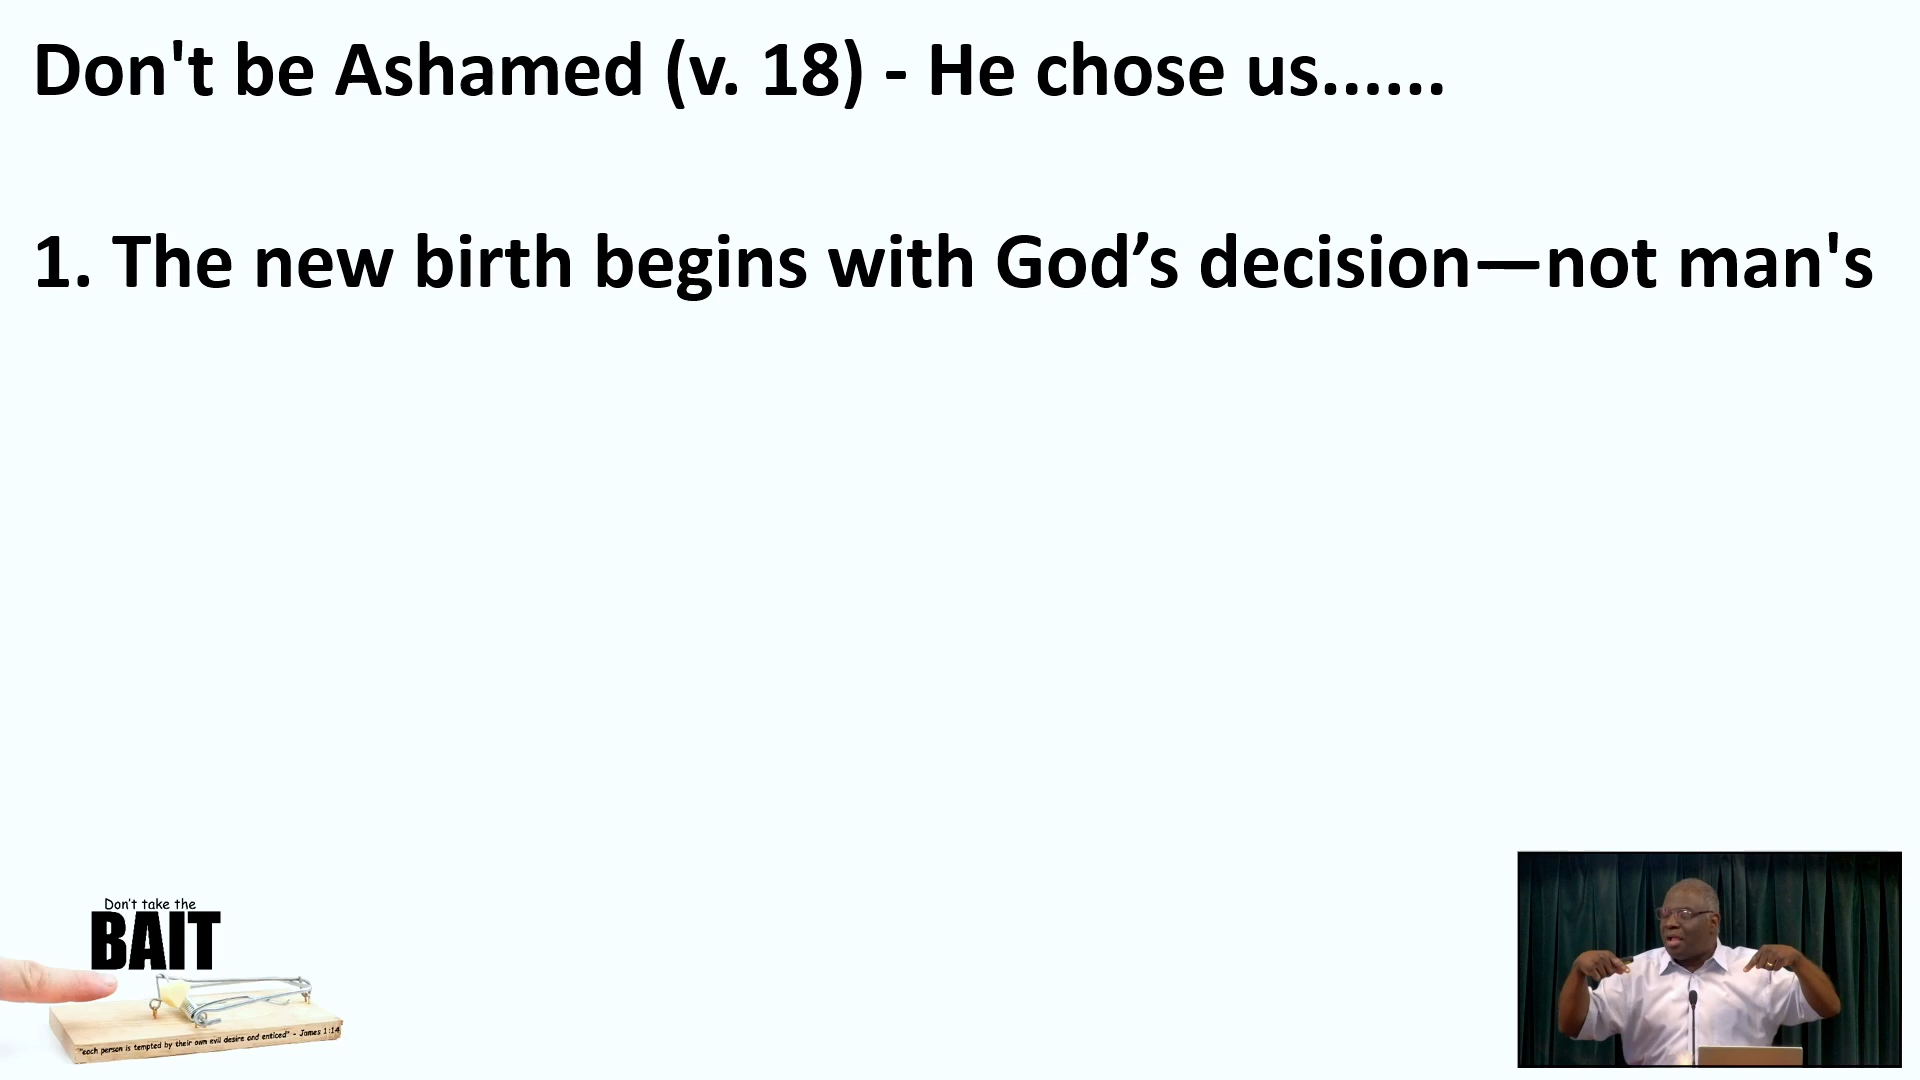 Don't be Ashamed (v. 18) - He chose us......
1. The new birth begins with God’s decision—not man's
Don't take the
BAIT
"each person is tempted by their own evil desire and enticed" - James 1:14